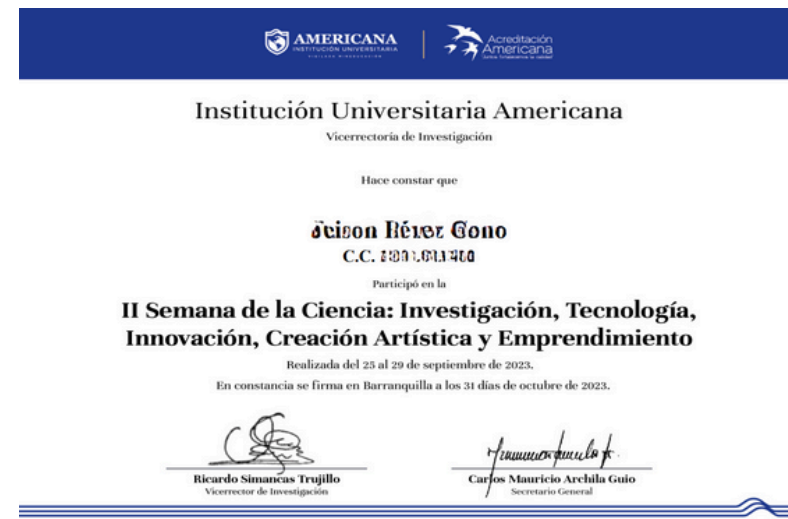 AMERICANA
INSTITUCIÓN UNIVERSITARIA
Acreditación
Americana
Institución Universitaria Americana
Vicerrectoría de Investigación
Hace constar que
C.C.
Participó en la
II Semana de la Ciencia: Investigación, Tecnología,
Innovación, Creación Artística y Emprendimiento
Realizada del 25 al 29 de septiembre de 2023.
En constancia se firma en Barranquilla a los 31 días de octubre de 2023.
Ricardo Simancas Trujillo
Vicerrector de Investigación
Carlos Mauricio Archila Guio
Secretario General